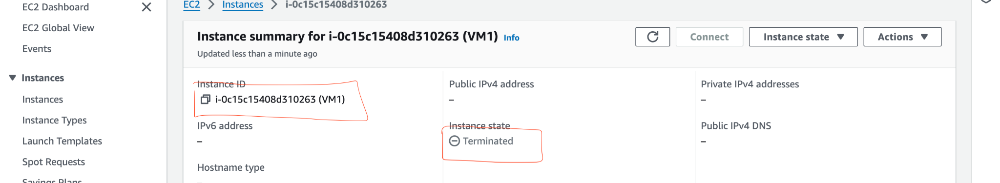 EC2 Dashboard
EC2 Global View
Events
Instances
Instances
Instance Types
Launch Templates
Spot Requests
Savings Plans
EC2 > Instances > i-0c15c15408d310263
Instance summary for i-0c15c15408d310263 (VM1) Info
Updated less than a minute ago
Connect
Instance state
Actions
Instance ID
i-0c15c15408d310263 (VM1)
Public IPv4 address
–
Private IPv4 addresses
–
IPv6 address
–
Instance state
Terminated
Public IPv4 DNS
–
Hostname type